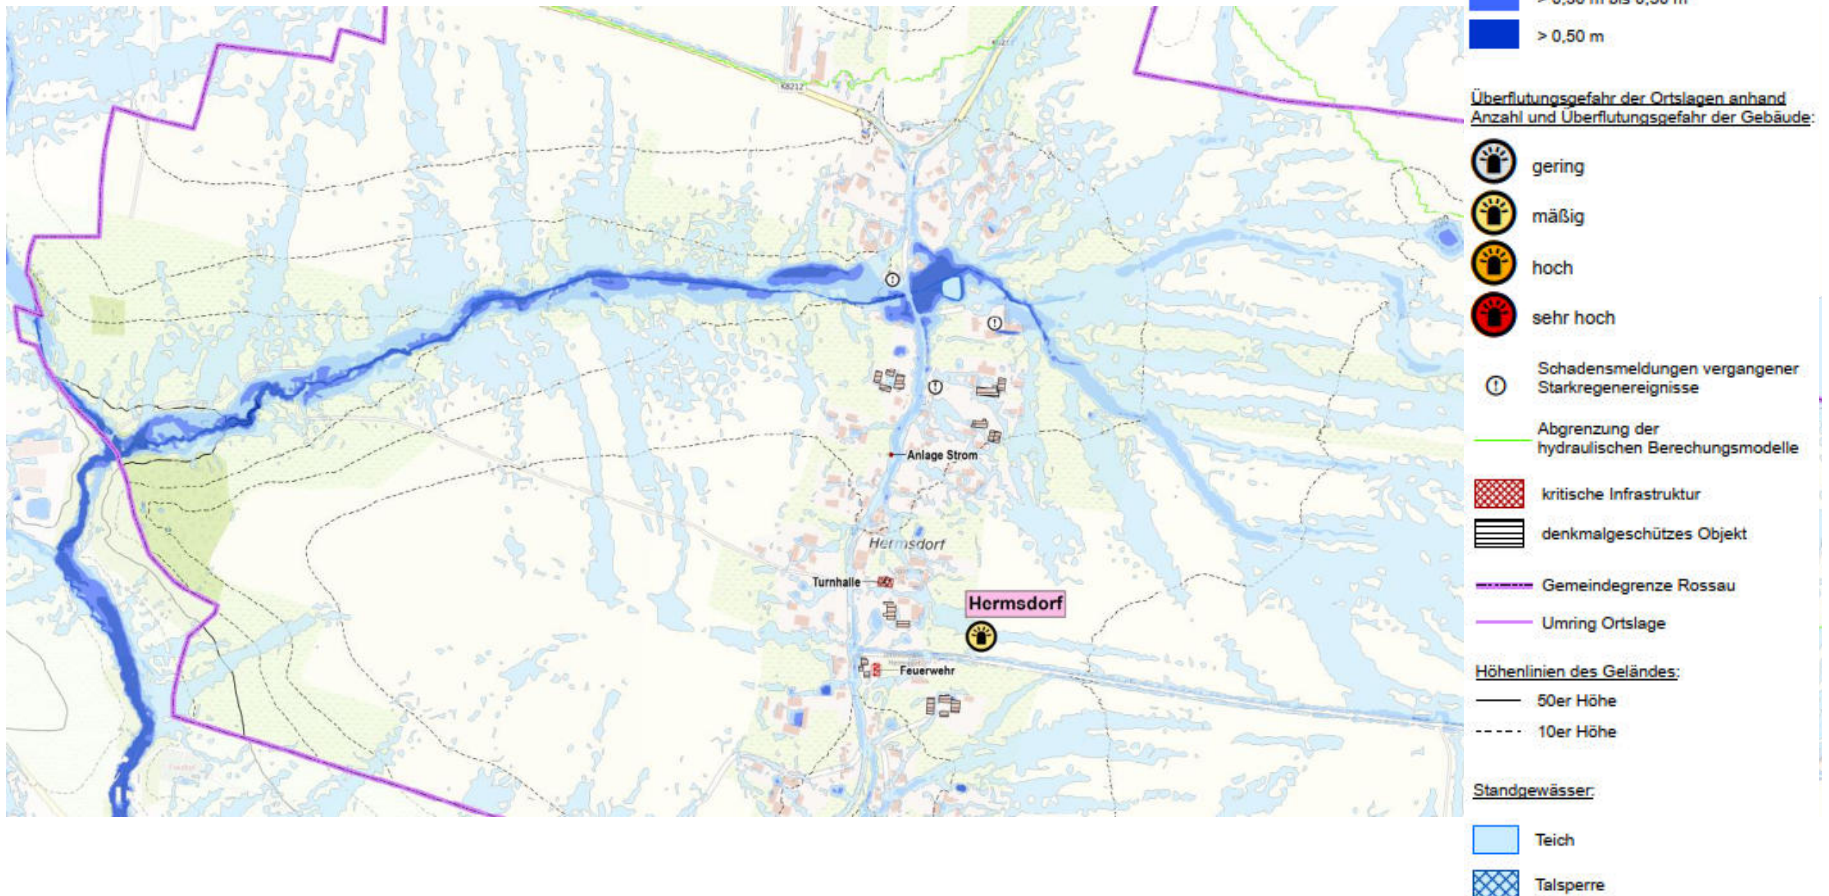 > 0,50 m
Überflutungsgefahr der Ortslagen anhand
Anzahl und Überflutungsgefahr der Gebäude:
gering
mäßig
hoch
sehr hoch
Schadensmeldungen vergangener
Starkregenereignisse
Abgrenzung der
hydraulischen Berechungsmodelle
kritische Infrastruktur
denkmalgeschütztes Objekt
Gemeindegrenze Rossau
Umring Ortslage
Höhenlinien des Geländes:
50er Höhe
10er Höhe
Standgewässer:
Teich
Talsperre
K8212
Anlage Strom
Hermsdorf
Turnhalle
Hermsdorf
Feuerwehr